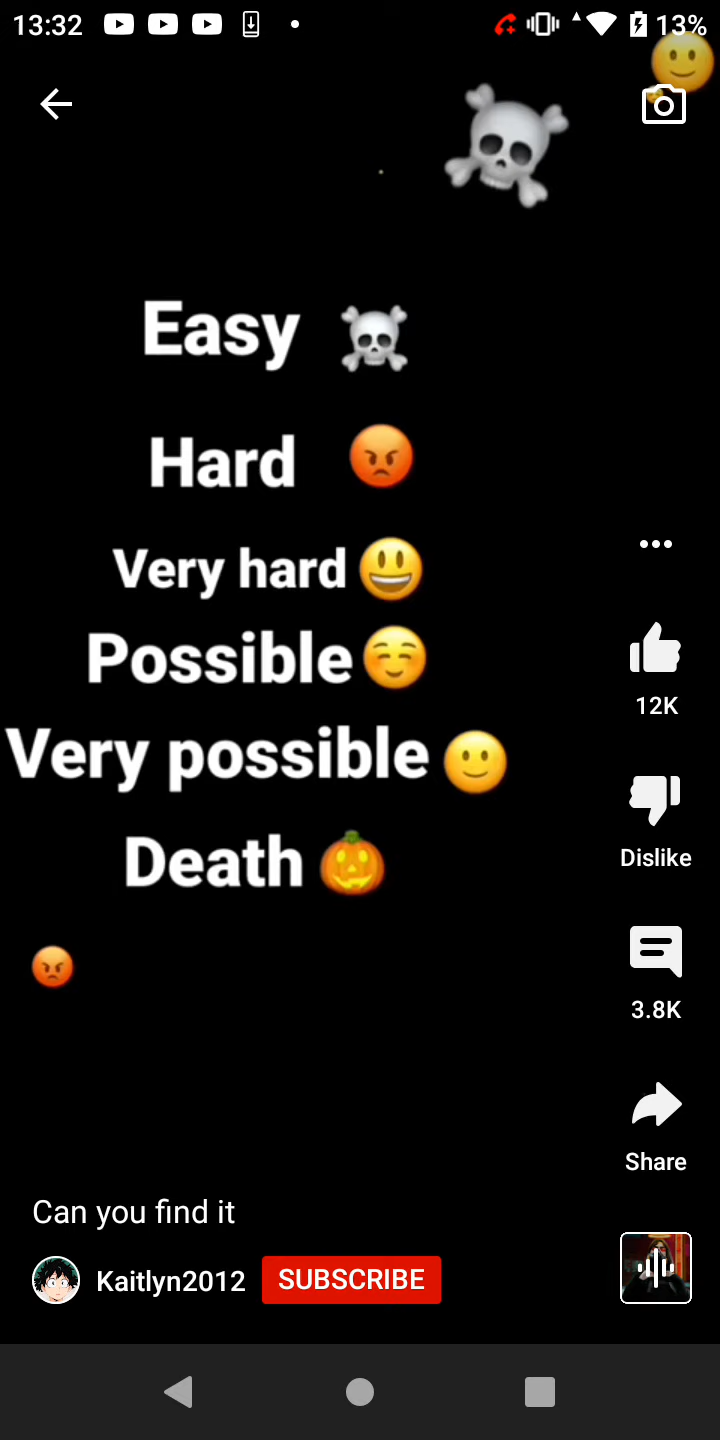 13:32
13%
Easy ☠️
Hard 😡
Very hard 😃
Possible ☺️
Very possible 🙂
Death 🎃
12K
Dislike
3.8K
Share
Can you find it
Kaitlyn2012 SUBSCRIBE